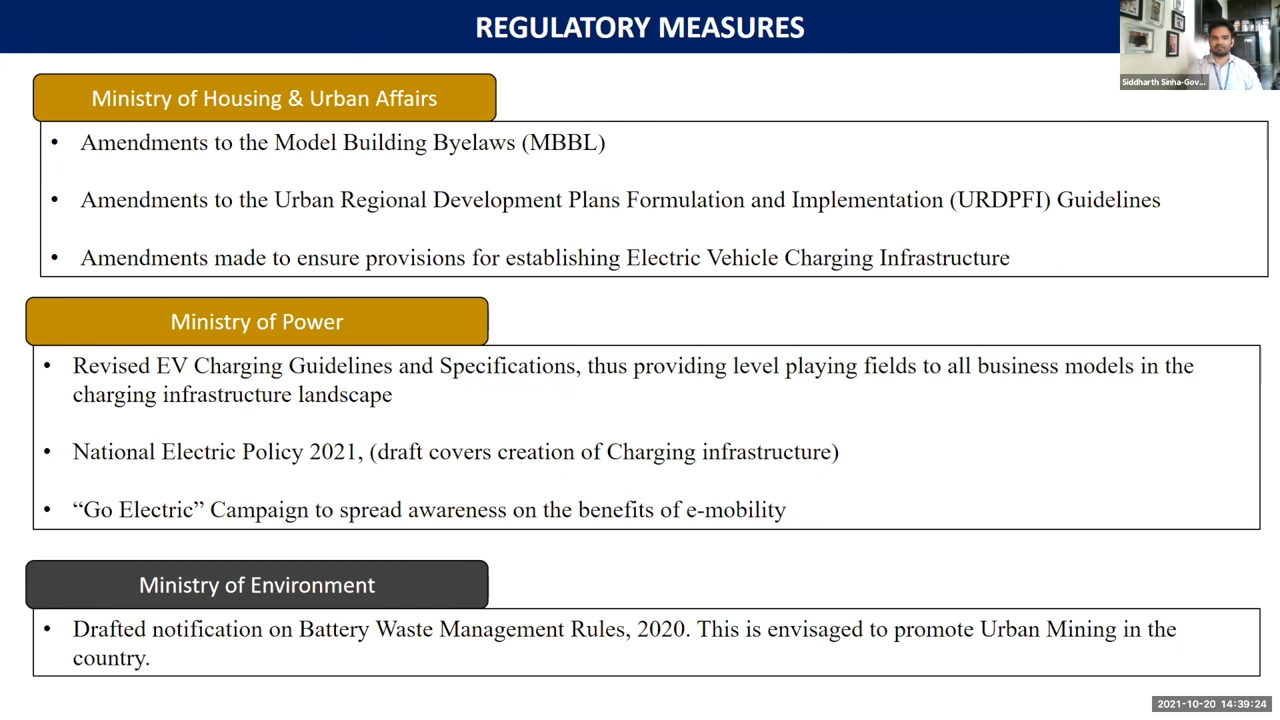 REGULATORY MEASURES
Siddharth Sinha-Gov...
Ministry of Housing & Urban Affairs
• Amendments to the Model Building Byelaws (MBBL)
• Amendments to the Urban Regional Development Plans Formulation and Implementation (URDPFI) Guidelines
• Amendments made to ensure provisions for establishing Electric Vehicle Charging Infrastructure
Ministry of Power
• Revised EV Charging Guidelines and Specifications, thus providing level playing fields to all business models in the
charging infrastructure landscape
• National Electric Policy 2021, (draft covers creation of Charging infrastructure)
• “Go Electric” Campaign to spread awareness on the benefits of e-mobility
Ministry of Environment
• Drafted notification on Battery Waste Management Rules, 2020. This is envisaged to promote Urban Mining in the
country.
2021-10-20 14:39:24